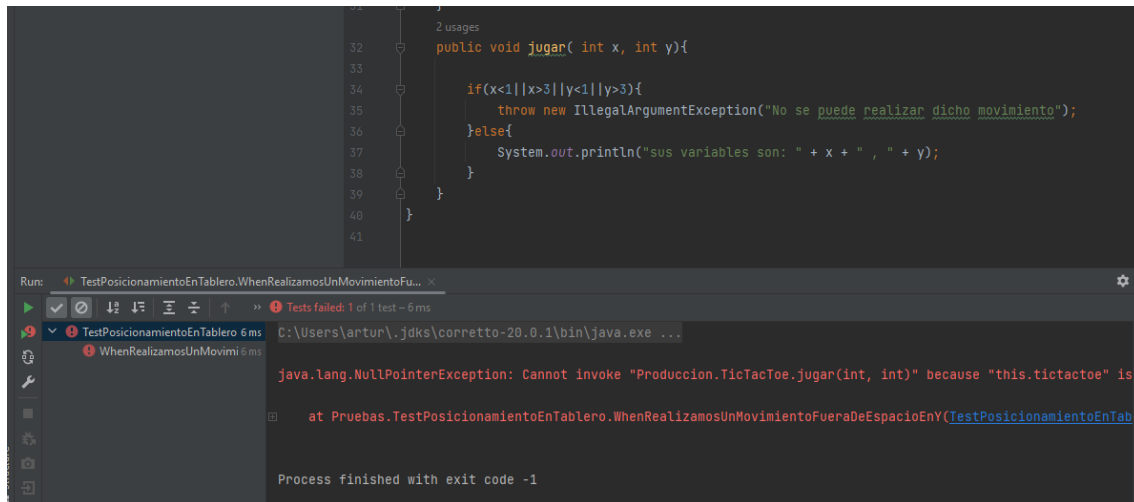 31 }
2 usages
32 public void jugar( int x, int y){
33
34 if(x<1||x>3||y<1||y>3){
35 throw new IllegalArgumentException("No se puede realizar dicho movimiento");
36 }else{
37 System.out.println("sus variables son: " + x + " , " + y);
38 }
39 }
40 }
41
Run: TestPosicionamientoEnTablero.WhenRealizamosUnMovimientoFu... ×
» Tests failed: 1 of 1 test – 6 ms
TestPosicionamientoEnTablero 6 ms
WhenRealizamosUnMovimi 6 ms
C:\Users\artur\.jdks\corretto-20.0.1\bin\java.exe ...
java.lang.NullPointerException: Cannot invoke "Produccion.TicTacToe.jugar(int, int)" because "this.tictactoe" is
at Pruebas.TestPosicionamientoEnTablero.WhenRealizamosUnMovimientoFueraDeEspacioEnY(TestPosicionamientoEnTab
Process finished with exit code -1